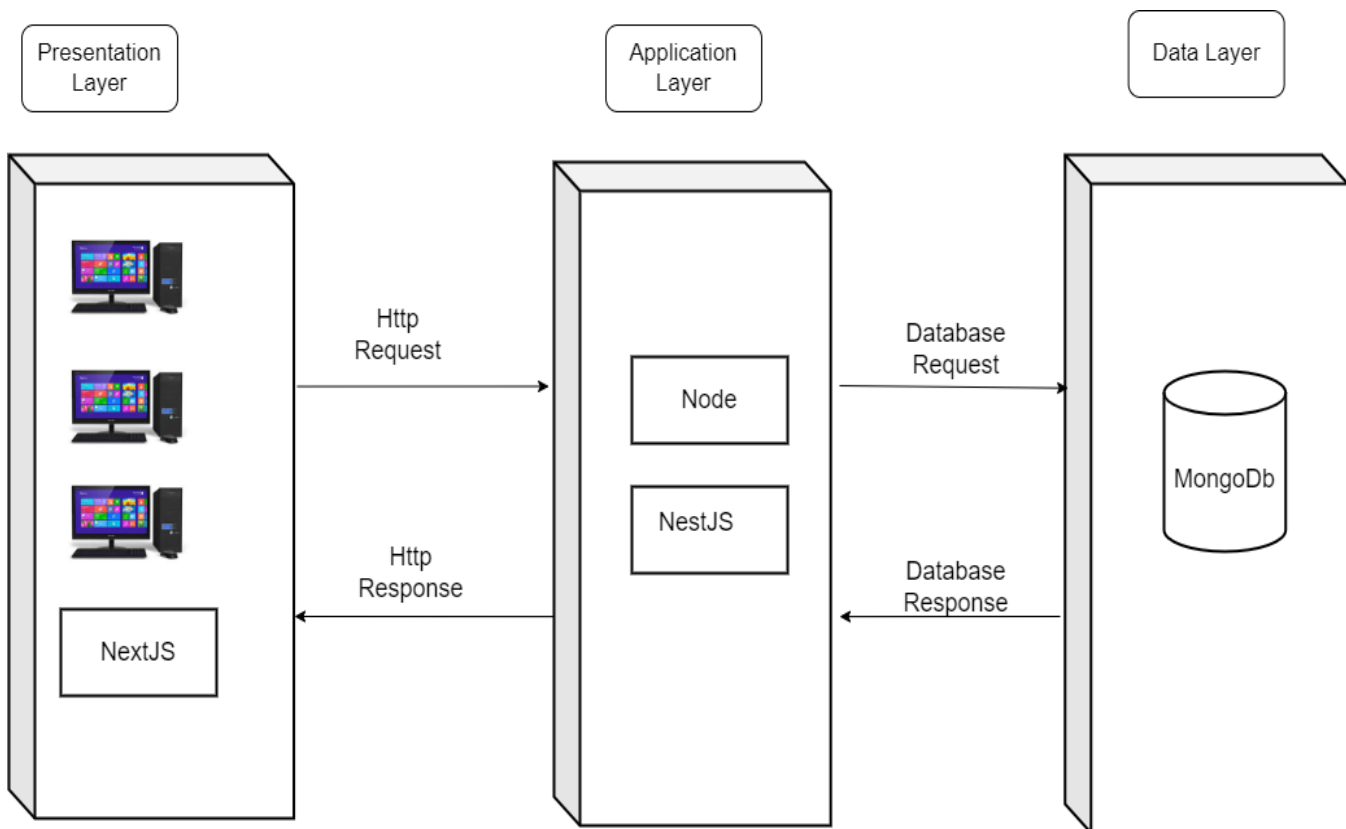 Presentation
Layer
Application
Layer
Data Layer
Http
Request
Database
Request
Node
MongoDb
NestJS
Http
Response
Database
Response
NextJS